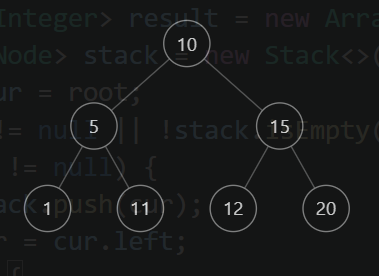 Integer> result = new Arra
10
Node> stack = new Stack<>(
ur = root;
5
15
!= null || !stack.isEmpty(
!= null) {
1
11
12
20
ack.push(cur);
r = cur.left;
{